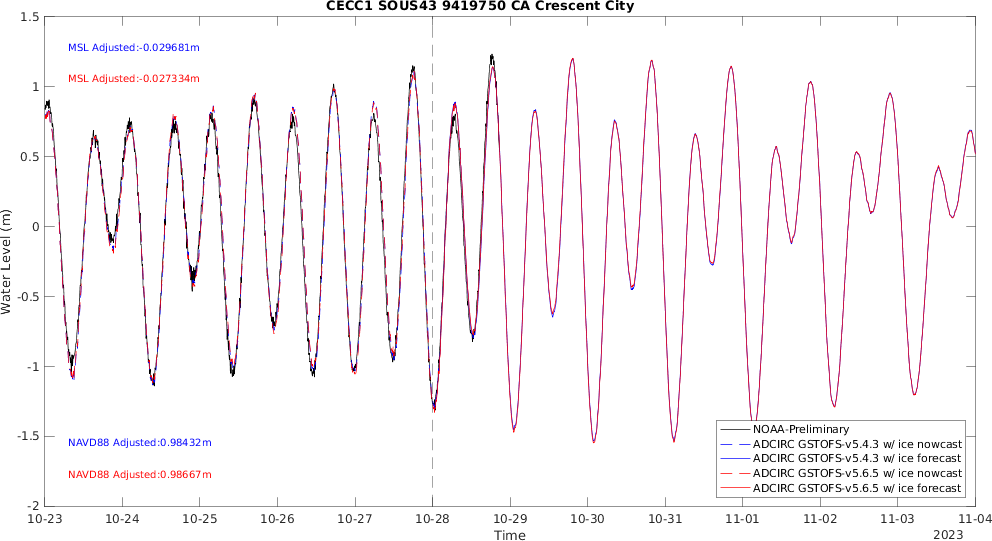 CECC1 SOUS43 9419750 CA Crescent City
1.5
1
0.5
0
-0.5
-1
-1.5
-2
Water Level (m)
MSL Adjusted:-0.029681m
MSL Adjusted:-0.027334m
NAVD88 Adjusted:0.98432m
NAVD88 Adjusted:0.98667m
NOAA-Preliminary
ADCIRC GSTOFS-v5.4.3 w/ ice nowcast
ADCIRC GSTOFS-v5.4.3 w/ ice forecast
ADCIRC GSTOFS-v5.6.5 w/ ice nowcast
ADCIRC GSTOFS-v5.6.5 w/ ice forecast
10-23 10-24 10-25 10-26 10-27 10-28 10-29 10-30 10-31 11-01 11-02 11-03 11-04
Time
2023